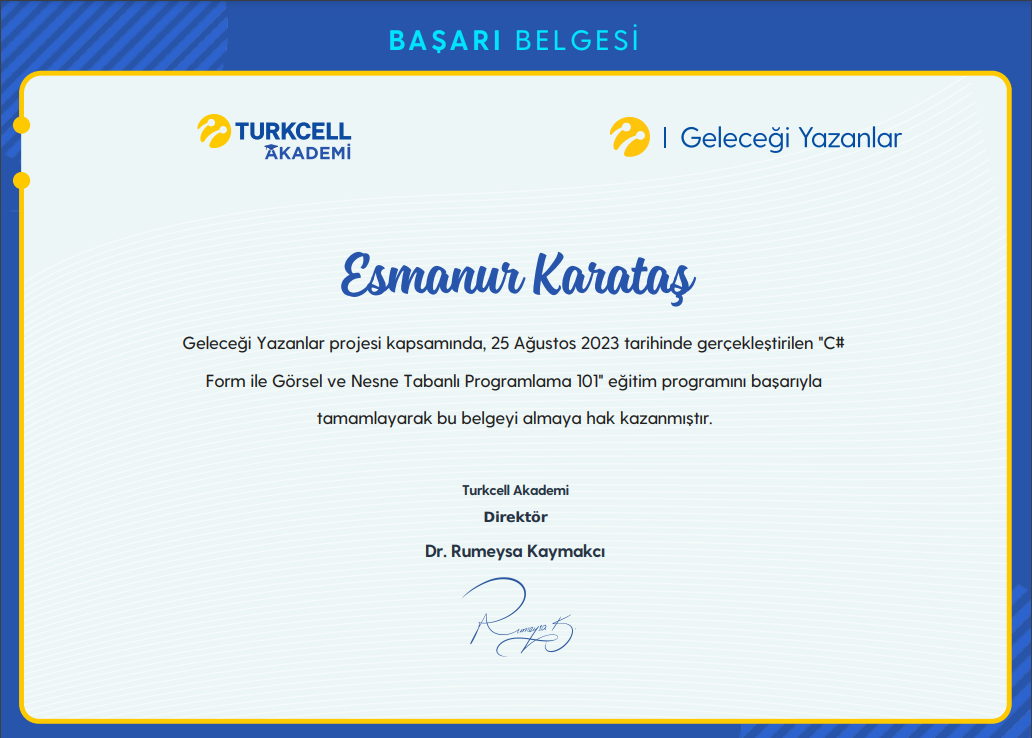 BAŞARI BELGESİ
TURKCELL
AKADEMİ
Geleceği Yazanlar
Esmanur Karataş
Geleceği Yazanlar projesi kapsamında, 25 Ağustos 2023 tarihinde gerçekleştirilen "C#
Form ile Görsel ve Nesne Tabanlı Programlama 101" eğitim programını başarıyla
tamamlayarak bu belgeyi almaya hak kazanmıştır.
Turkcell Akademi
Direktör
Dr. Rumeysa Kaymakcı
Rumeysa K.